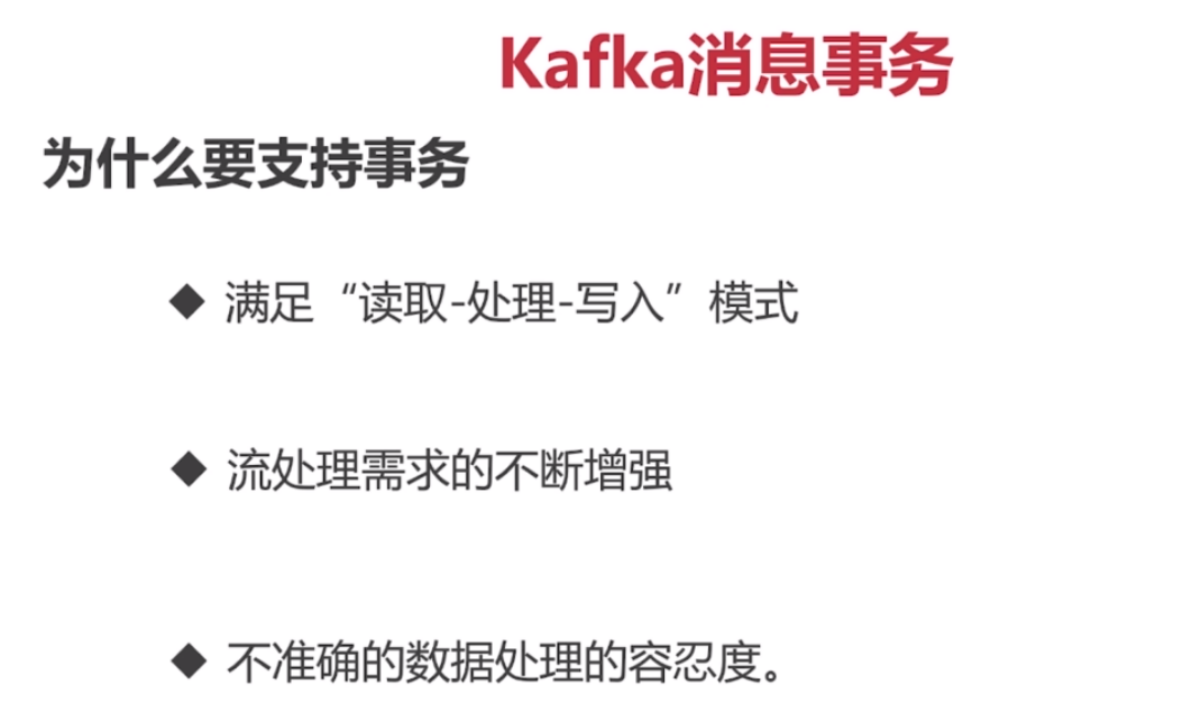 Kafka消息事务
为什么要支持事务
◆ 满足“读取-处理-写入”模式
◆ 流处理需求的不断增强
◆ 不准确的数据处理的容忍度。